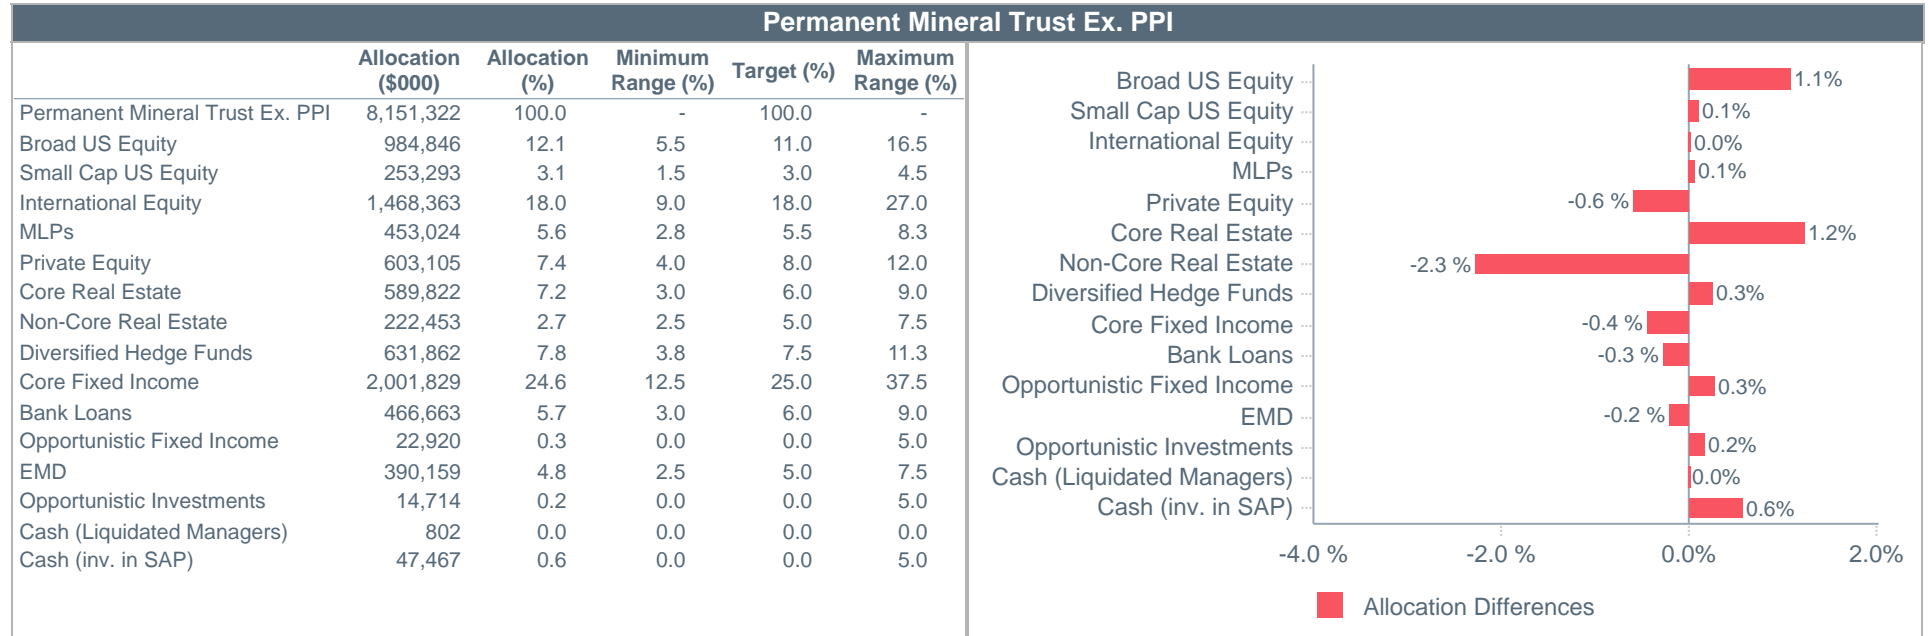 Permanent Mineral Trust Ex. PPI
Allocation ($000) Allocation (%) Minimum Range (%) Target (%) Maximum Range (%)
Permanent Mineral Trust Ex. PPI 8,151,322 100.0 - 100.0 -
Broad US Equity 984,846 12.1 5.5 11.0 16.5
Small Cap US Equity 253,293 3.1 1.5 3.0 4.5
International Equity 1,468,363 18.0 9.0 18.0 27.0
MLPs 453,024 5.6 2.8 5.5 8.3
Private Equity 603,105 7.4 4.0 8.0 12.0
Core Real Estate 589,822 7.2 3.0 6.0 9.0
Non-Core Real Estate 222,453 2.7 2.5 5.0 7.5
Diversified Hedge Funds 631,862 7.8 3.8 7.5 11.3
Core Fixed Income 2,001,829 24.6 12.5 25.0 37.5
Bank Loans 466,663 5.7 3.0 6.0 9.0
Opportunistic Fixed Income 22,920 0.3 0.0 0.0 5.0
EMD 390,159 4.8 2.5 5.0 7.5
Opportunistic Investments 14,714 0.2 0.0 0.0 5.0
Cash (Liquidated Managers) 802 0.0 0.0 0.0 0.0
Cash (inv. in SAP) 47,467 0.6 0.0 0.0 5.0
Broad US Equity 1.1%
Small Cap US Equity 0.1%
International Equity 0.0%
MLPs 0.1%
Private Equity -0.6 %
Core Real Estate 1.2%
Non-Core Real Estate -2.3 %
Diversified Hedge Funds 0.3%
Core Fixed Income -0.4 %
Bank Loans -0.3 %
Opportunistic Fixed Income 0.3%
EMD -0.2 %
Opportunistic Investments 0.2%
Cash (Liquidated Managers) 0.0%
Cash (inv. in SAP) 0.6%
-4.0 % -2.0 % 0.0% 2.0%
Allocation Differences